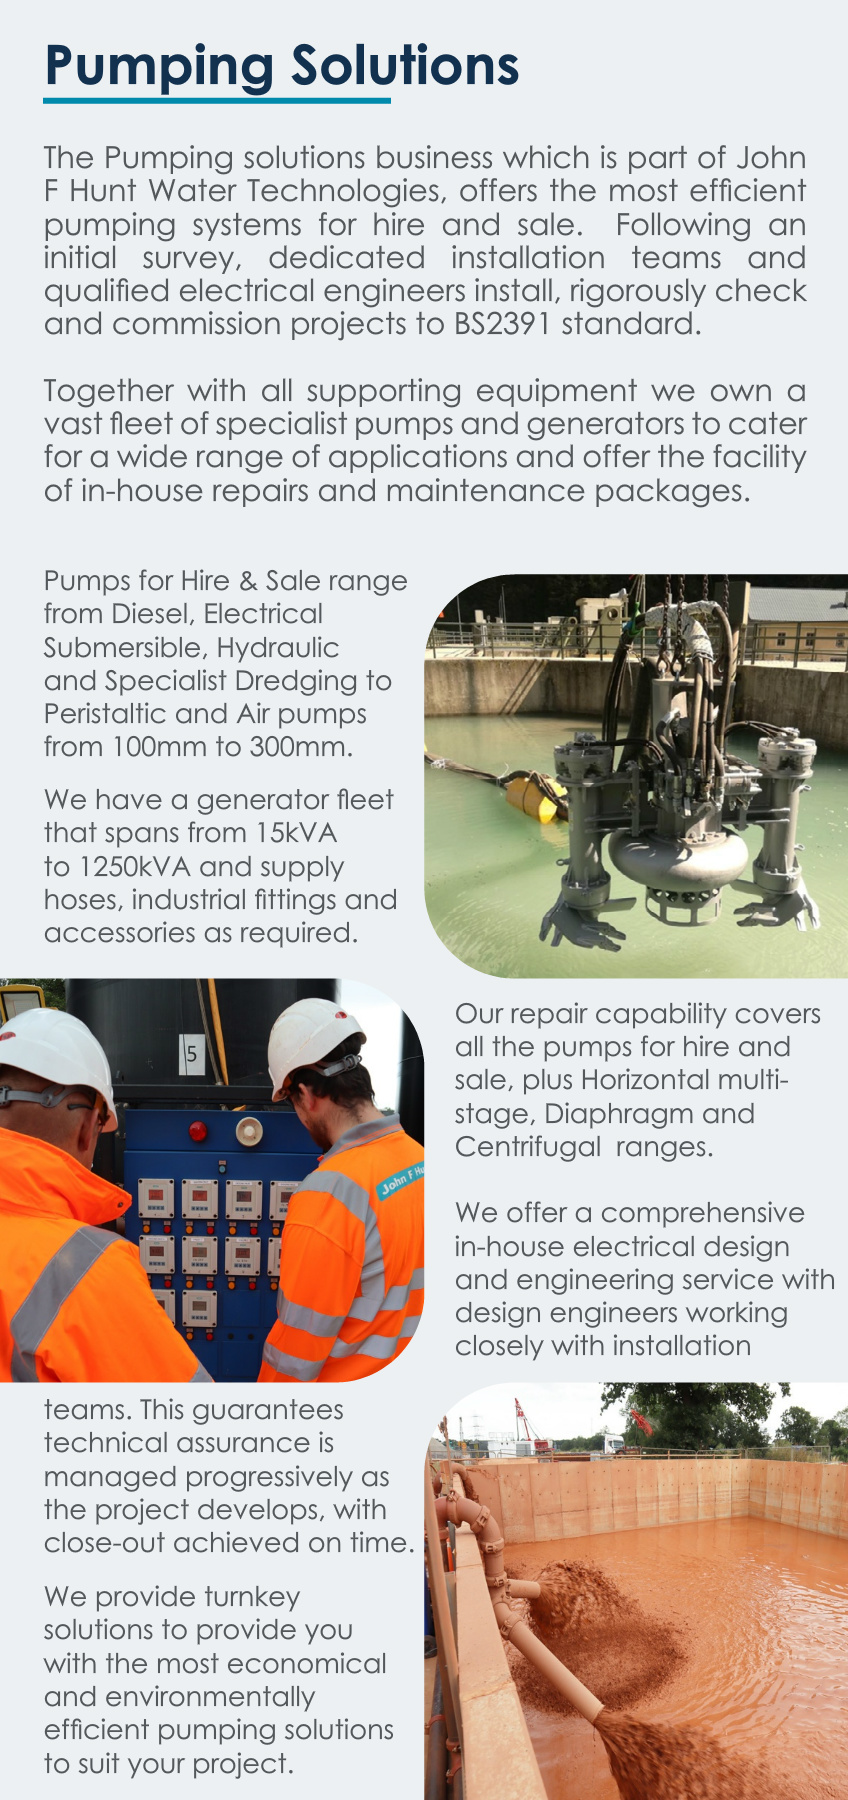 Pumping Solutions
The Pumping solutions business which is part of John
F Hunt Water Technologies, offers the most efficient
pumping systems for hire and sale. Following an
initial survey, dedicated installation teams and
qualified electrical engineers install, rigorously check
and commission projects to BS2391 standard.
Together with all supporting equipment we own a
vast fleet of specialist pumps and generators to cater
for a wide range of applications and offer the facility
of in-house repairs and maintenance packages.
Pumps for Hire & Sale range
from Diesel, Electrical
Submersible, Hydraulic
and Specialist Dredging to
Peristaltic and Air pumps
from 100mm to 300mm.
We have a generator fleet
that spans from 15kVA
to 1250kVA and supply
hoses, industrial fittings and
accessories as required.
5
John F Hu
Our repair capability covers
all the pumps for hire and
sale, plus Horizontal multi-
stage, Diaphragm and
Centrifugal ranges.
We offer a comprehensive
in-house electrical design
and engineering service with
design engineers working
closely with installation
teams. This guarantees
technical assurance is
managed progressively as
the project develops, with
close-out achieved on time.
We provide turnkey
solutions to provide you
with the most economical
and environmentally
efficient pumping solutions
to suit your project.